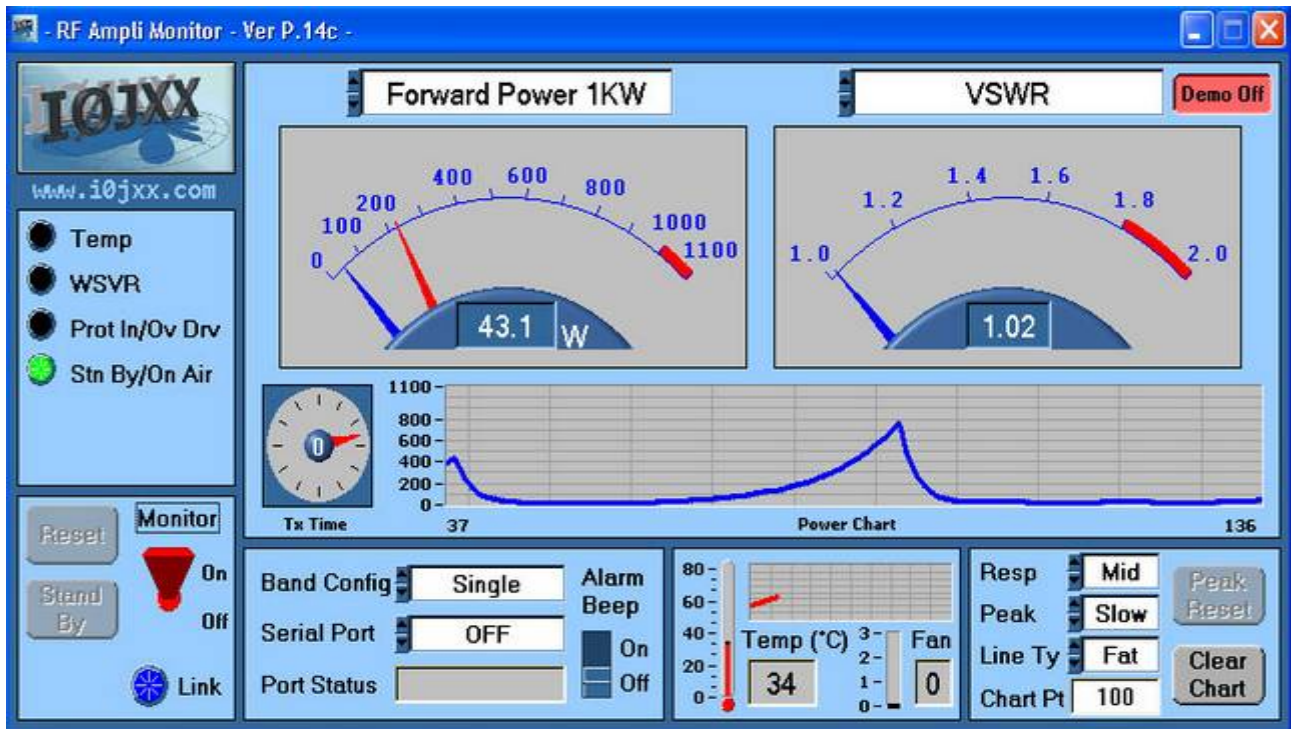 - RF Ampli Monitor - Ver P.14c -
I0JXX
www.i0jxx.com
Temp
WSVR
Prot In/Ov Drv
Stn By/On Air
Reset
Stand By
Monitor
On
Off
Link
Forward Power 1KW
0 100 200 400 600 800 1000 1100
43.1 W
VSWR
Demo Off
1.0 1.2 1.4 1.6 1.8 2.0
1.02
0
Tx Time
1100
800
600
400
200
0
37 Power Chart 136
Band Config Single
Serial Port OFF
Port Status
Alarm
Beep
On
Off
80
60
40
20
0
Temp (°C)
34
3
2
1
0
Fan
0
Resp Mid
Peak Slow
Line Ty Fat
Chart Pt 100
Peak
Reset
Clear
Chart